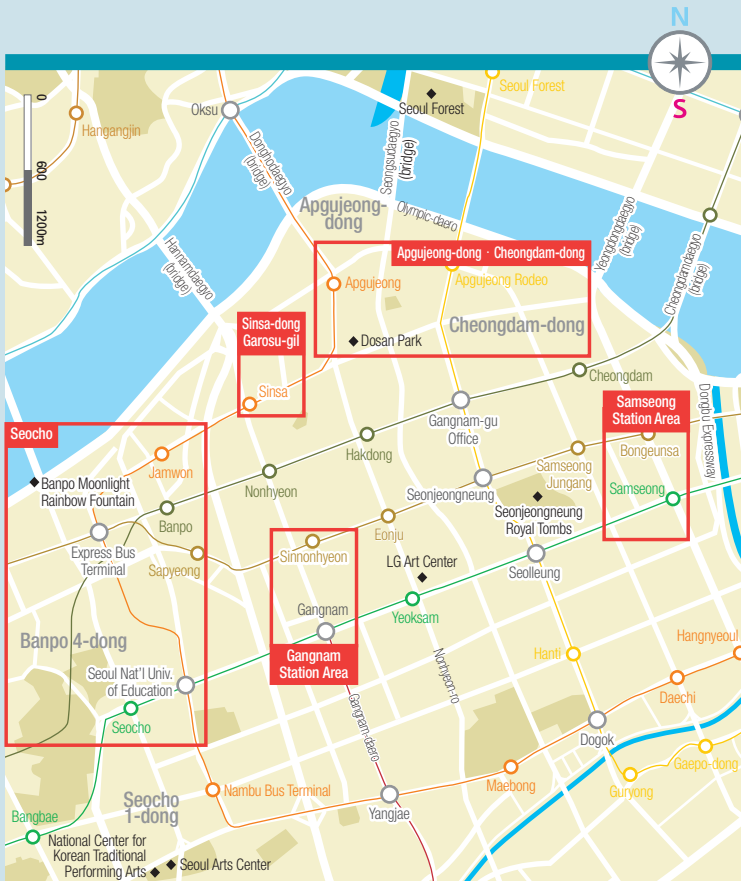 N
S
0
600
1200m
Hangangjin
Oksu
Donghodaegyo
(bridge)
Seongsudaegyo
(bridge)
Seoul Forest
Seoul Forest
Apgujeong-
dong
Olympic-daero
Hannamdaegyo
(bridge)
Yeongdongdaegyo
(bridge)
Cheongdamdaegyo
(bridge)
Apgujeong-dong · Cheongdam-dong
Apgujeong
Apgujeong Rodeo
Cheongdam-dong
Dosan Park
Sinsa-dong
Garosu-gil
Sinsa
Cheongdam
Samseong
Station Area
Dongbu Expressway
Seocho
Jamwon
Banpo Moonlight
Rainbow Fountain
Banpo
Express Bus
Terminal
Sapyeong
Nonhyeon
Hakdong
Gangnam-gu
Office
Samseong
Jungang
Bongeunsa
Samseong
Seonjeongneung
Seonjeongneung
Royal Tombs
Eonju
Sinnonhyeon
LG Art Center
Seolleung
Gangnam
Yeoksam
Gangnam
Station Area
Banpo 4-dong
Seoul Nat'l Univ.
of Education
Seocho
Nonhyeon-ro
Gangnam-daero
Hanti
Hangnyeoul
Daechi
Dogok
Gaepo-dong
Guryong
Maebong
Nambu Bus Terminal
Yangjae
Seocho
1-dong
Bangbae
National Center for
Korean Traditional
Performing Arts
Seoul Arts Center